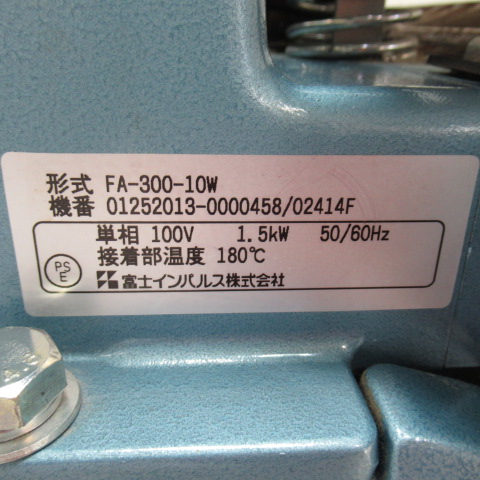 形式 FA-300-10W
機番 01252013-0000458/02414F
単相 100V 1.5kW 50/60Hz
接着部温度 180℃
PS
E
富士インパルス株式会社